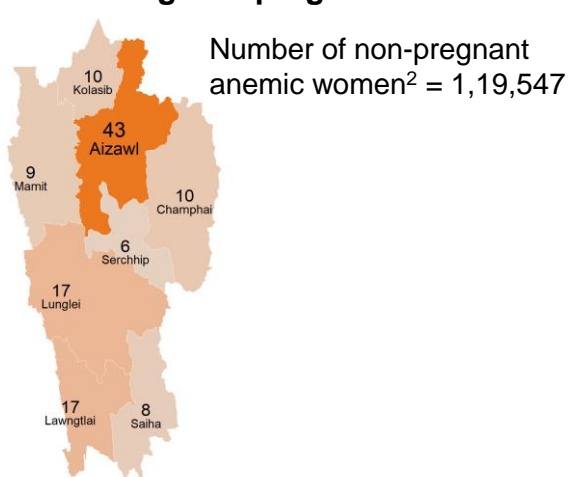 Number of non-pregnant
anemic women² = 1,19,547
10
Kolasib
43
Aizawl
9
Mamit
10
Champhai
6
Serchhip
17
Lunglei
17
Lawngtlai
8
Saiha